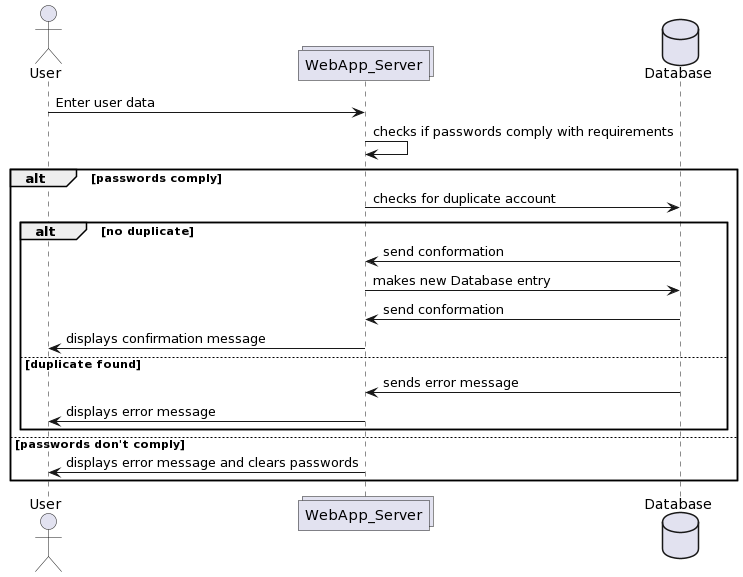 User
WebApp_Server
Database
Enter user data
checks if passwords comply with requirements
alt [passwords comply]
checks for duplicate account
alt [no duplicate]
send conformation
makes new Database entry
send conformation
displays confirmation message
[duplicate found]
sends error message
displays error message
[passwords don't comply]
displays error message and clears passwords
User
WebApp_Server
Database